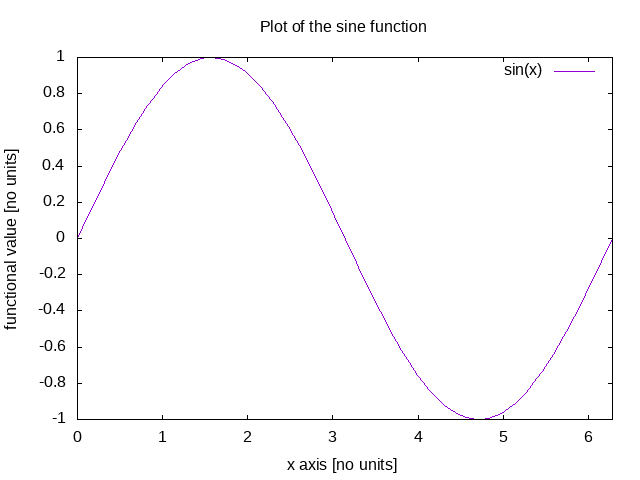 Plot of the sine function
sin(x)
1
0.8
0.6
0.4
0.2
0
-0.2
-0.4
-0.6
-0.8
-1
functional value [no units]
0 1 2 3 4 5 6
x axis [no units]